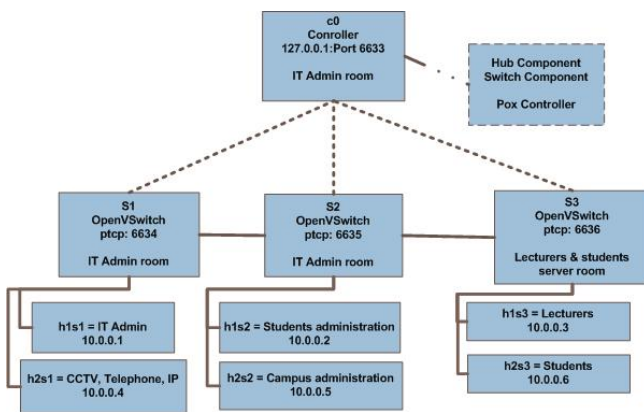 c0
Conroller
127.0.0.1:Port 6633
IT Admin room
Hub Component
Switch Component
Pox Controller
S1
OpenVSwitch
ptcp: 6634
IT Admin room
S2
OpenVSwitch
ptcp: 6635
IT Admin room
S3
OpenVSwitch
ptcp: 6636
Lecturers & students
server room
h1s1 = IT Admin
10.0.0.1
h2s1 = CCTV, Telephone, IP
10.0.0.4
h1s2 = Students administration
10.0.0.2
h2s2 = Campus administration
10.0.0.5
h1s3 = Lecturers
10.0.0.3
h2s3 = Students
10.0.0.6